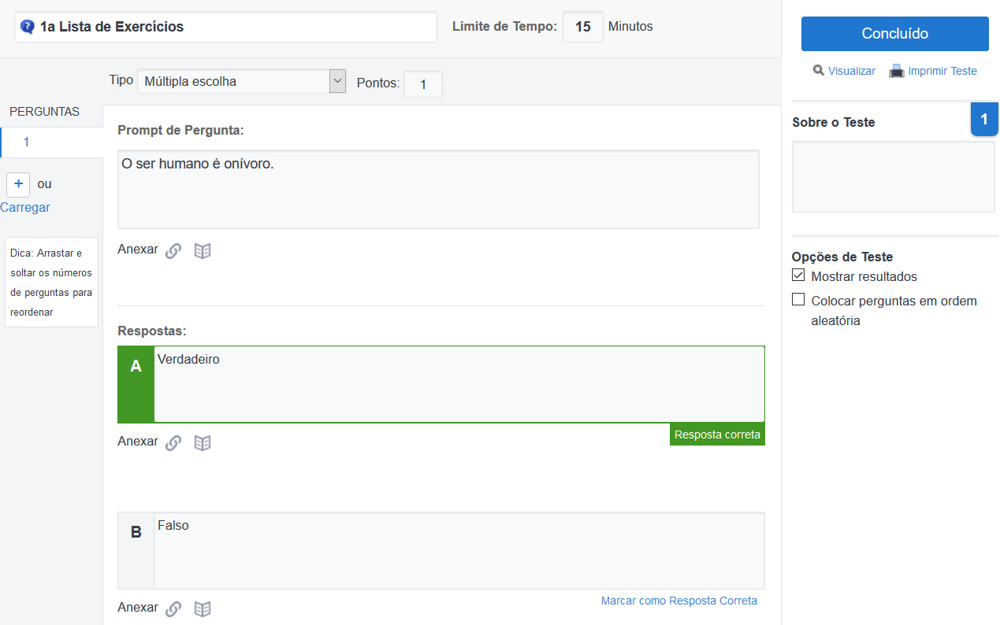 1a Lista de Exercícios
Limite de Tempo: 15 Minutos
Concluído
Visualizar Imprimir Teste
Tipo Múltipla escolha Pontos: 1
PERGUNTAS
1
+ ou
Carregar
Dica: Arrastar e
soltar os números
de perguntas para
reordenar
Prompt de Pergunta:
O ser humano é onívoro.
Anexar
Respostas:
A Verdadeiro
Resposta correta
Anexar
B Falso
Marcar como Resposta Correta
Anexar
Sobre o Teste
1
Opções de Teste
Mostrar resultados
Colocar perguntas em ordem
aleatória